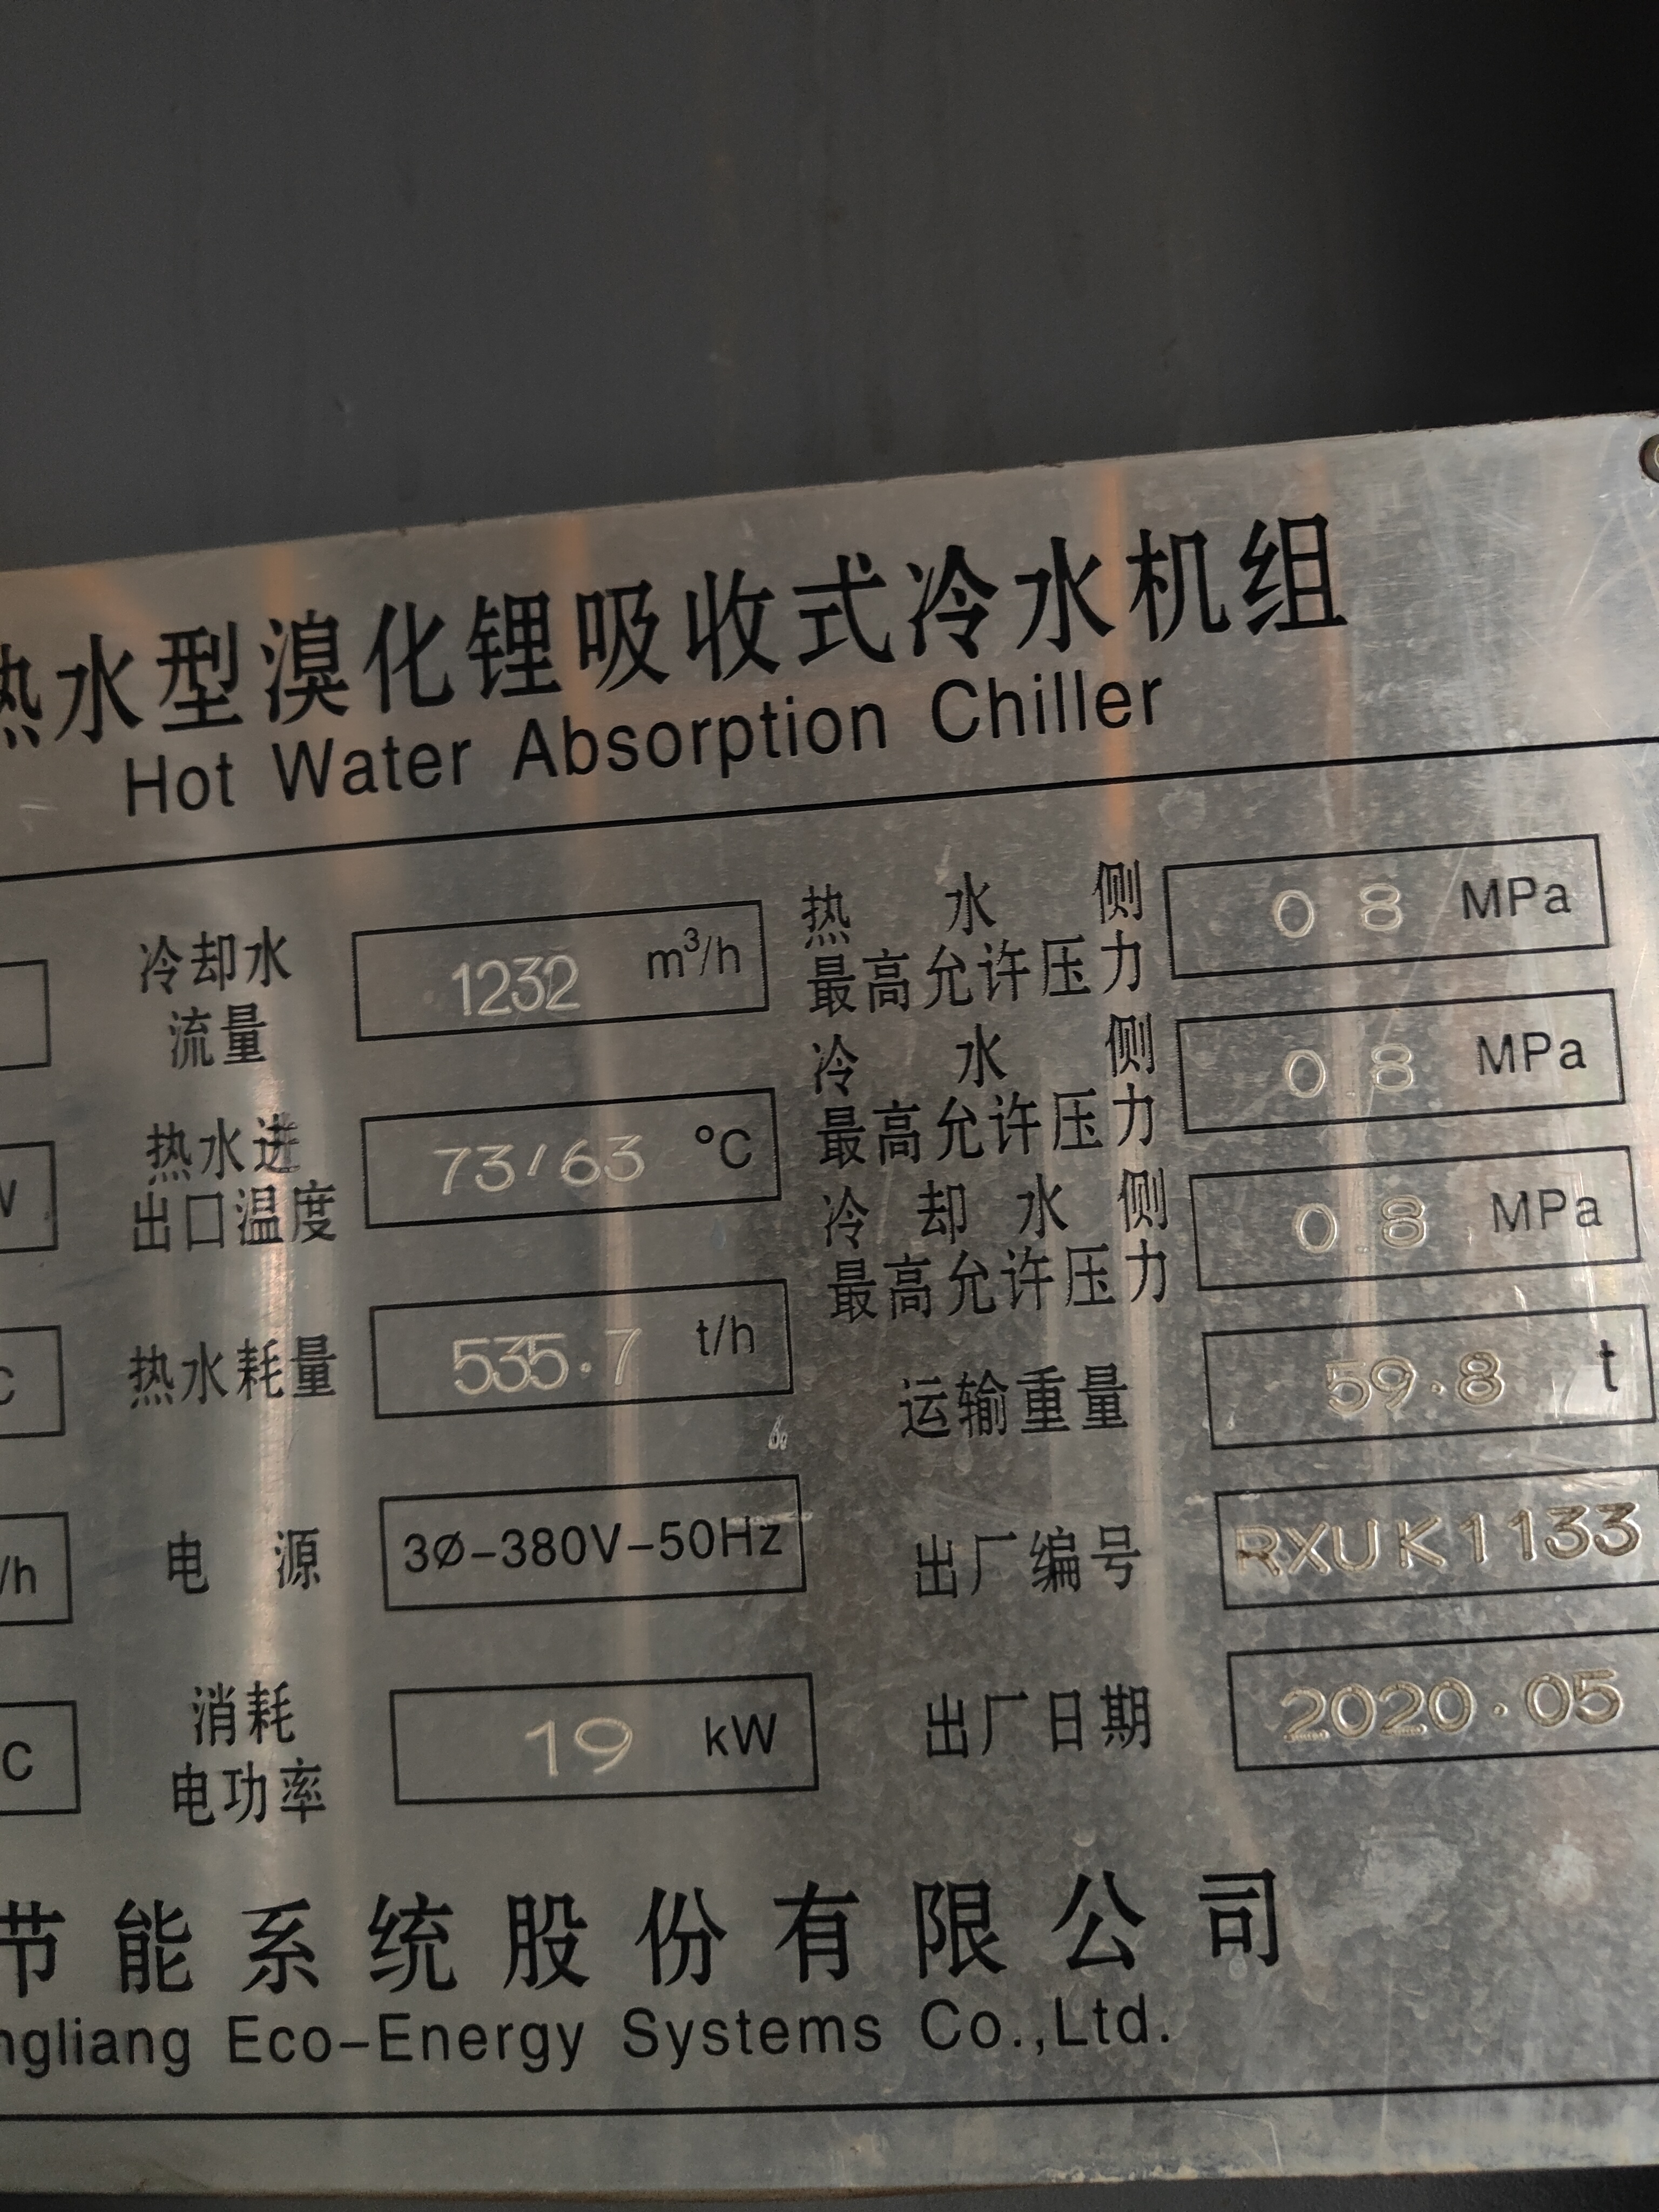 热水型溴化锂吸收式冷水机组
Hot Water Absorption Chiller
冷却水
流量
1232 m³/h
热水进
出口温度
73/63 °C
热水耗量
535.7 t/h
电 源
3Ø-380V-50Hz
消耗
电功率
19 kW
热 水 侧
最高允许压力
0 8 MPa
冷 水 侧
最高允许压力
0 8 MPa
冷 却 水 侧
最高允许压力
0 8 MPa
运输重量
59.8 t
出厂编号
RXUK1133
出厂日期
2020.05
/h
C
节能系统股份有限公司
ngliang Eco-Energy Systems Co.,Ltd.